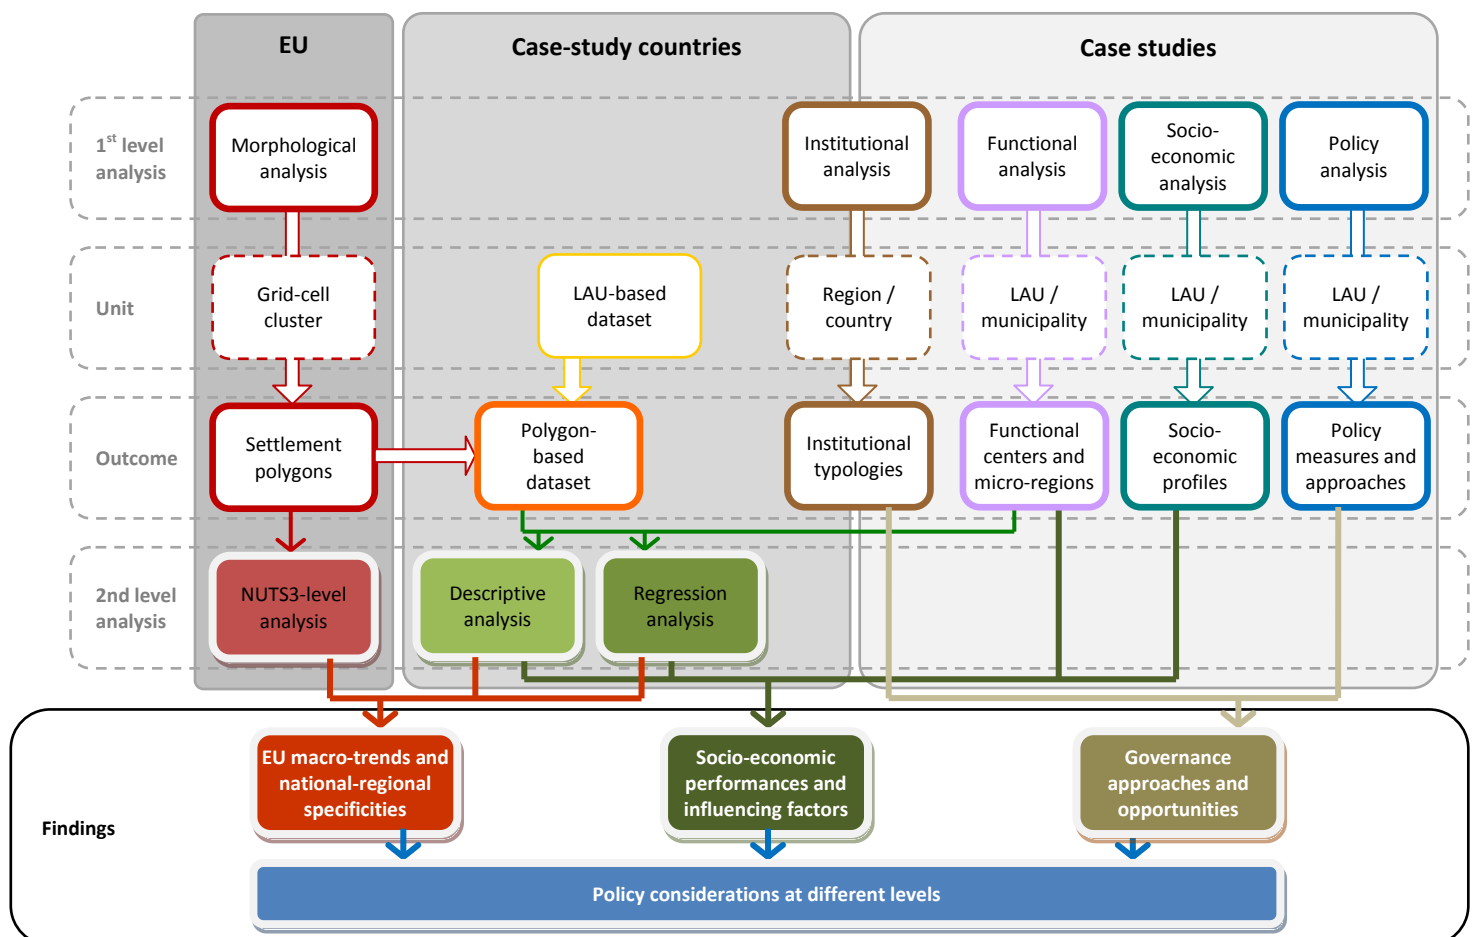 EU
Case-study countries
Case studies
1st level
analysis
Morphological
analysis
Institutional
analysis
Functional
analysis
Socio-
economic
analysis
Policy
analysis
Unit
Grid-cell
cluster
LAU-based
dataset
Region /
country
LAU /
municipality
LAU /
municipality
LAU /
municipality
Outcome
Settlement
polygons
Polygon-
based
dataset
Institutional
typologies
Functional
centers and
micro-regions
Socio-
economic
profiles
Policy
measures and
approaches
2nd level
analysis
NUTS3-level
analysis
Descriptive
analysis
Regression
analysis
Findings
EU macro-trends and
national-regional
specificities
Socio-economic
performances and
influencing factors
Governance
approaches and
opportunities
Policy considerations at different levels